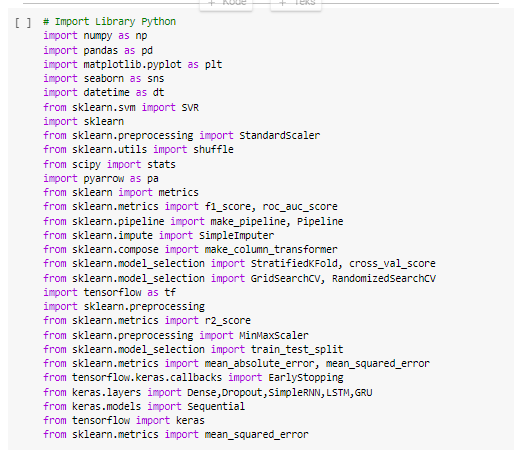 + Kode + Teks
[ ] # Import Library Python
import numpy as np
import pandas as pd
import matplotlib.pyplot as plt
import seaborn as sns
import datetime as dt
from sklearn.svm import SVR
import sklearn
from sklearn.preprocessing import StandardScaler
from sklearn.utils import shuffle
from scipy import stats
import pyarrow as pa
from sklearn import metrics
from sklearn.metrics import f1_score, roc_auc_score
from sklearn.pipeline import make_pipeline, Pipeline
from sklearn.impute import SimpleImputer
from sklearn.compose import make_column_transformer
from sklearn.model_selection import StratifiedKFold, cross_val_score
from sklearn.model_selection import GridSearchCV, RandomizedSearchCV
import tensorflow as tf
import sklearn.preprocessing
from sklearn.metrics import r2_score
from sklearn.preprocessing import MinMaxScaler
from sklearn.model_selection import train_test_split
from sklearn.metrics import mean_absolute_error, mean_squared_error
from tensorflow.keras.callbacks import EarlyStopping
from keras.layers import Dense,Dropout,SimpleRNN,LSTM,GRU
from keras.models import Sequential
from tensorflow import keras
from sklearn.metrics import mean_squared_error